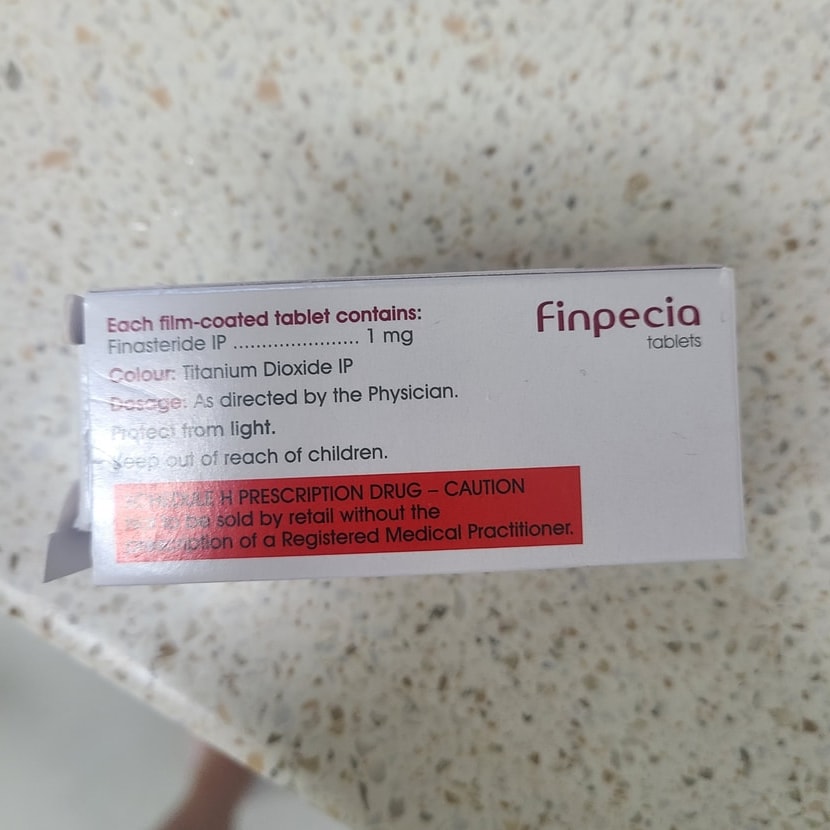 Each film-coated tablet contains:
Finasteride IP ...................... 1 mg
Colour: Titanium Dioxide IP
Dosage: As directed by the Physician.
Protect from light.
Keep out of reach of children.
H PRESCRIPTION DRUG – CAUTION
be sold by retail without the
of a Registered Medical Practitioner.
Finpecia
tablets